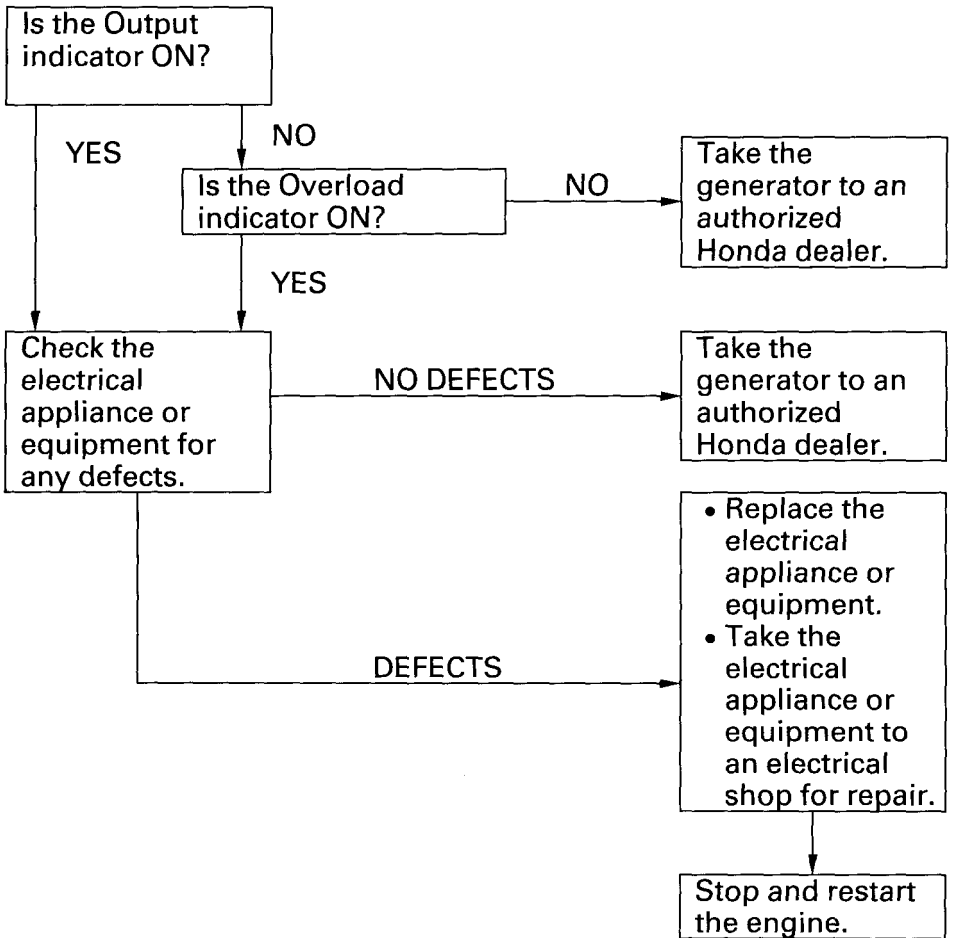 Is the Output
indicator ON?
YES
NO
Is the Overload
indicator ON?
NO
Take the
generator to an
authorized
Honda dealer.
YES
Check the
electrical
appliance or
equipment for
any defects.
NO DEFECTS
Take the
generator to an
authorized
Honda dealer.
DEFECTS
• Replace the
electrical
appliance or
equipment.
• Take the
electrical
appliance or
equipment to
an electrical
shop for repair.
Stop and restart
the engine.